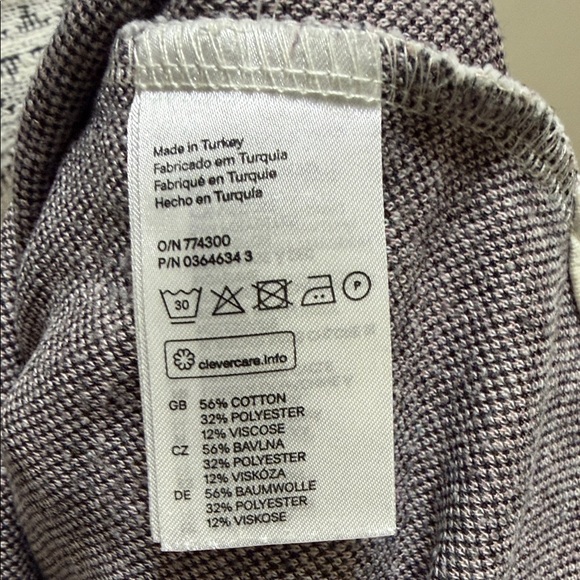 Made in Turkey
Fabricado em Turquia
Fabriqué en Turquie
Hecho en Turquía
O/N 774300
P/N 0364634 3
30 P
clevercare.info
GB 56% COTTON
32% POLYESTER
12% VISCOSE
CZ 56% BAVLNA
32% POLYESTER
12% VISKÓZA
DE 56% BAUMWOLLE
32% POLYESTER
12% VISKOSE